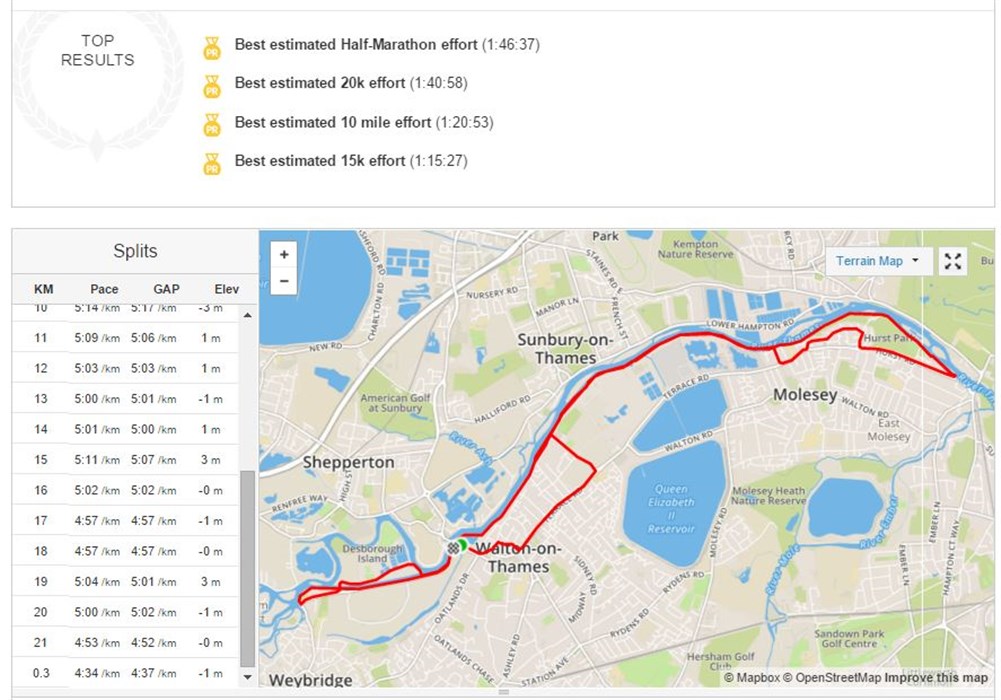 TOP
RESULTS
Best estimated Half-Marathon effort (1:46:37)
Best estimated 20k effort (1:40:58)
Best estimated 10 mile effort (1:20:53)
Best estimated 15k effort (1:15:27)
PR
PR
PR
PR
Splits
KM Pace GAP Elev
10 5:14 /km 5:17 /km -3 m
11 5:09 /km 5:06 /km 1 m
12 5:03 /km 5:03 /km 1 m
13 5:00 /km 5:01 /km -1 m
14 5:01 /km 5:00 /km 1 m
15 5:11 /km 5:07 /km 3 m
16 5:02 /km 5:02 /km -0 m
17 4:57 /km 4:57 /km -1 m
18 4:57 /km 4:57 /km -0 m
19 5:04 /km 5:01 /km 3 m
20 5:00 /km 5:02 /km -1 m
21 4:53 /km 4:52 /km -0 m
0.3 4:34 /km 4:37 /km -1 m
+
−
Terrain Map
Park
Kempton
Nature Reserve
STAINES RD E
CHARLTON RD
NURSERY RD
MANOR LN
FRENCH ST
NEW RD
LOWER HAMPTON RD
Sunbury-on-
Thames
Hurst Park
TERRACE RD
Molesey
American Golf
at Sunbury
HALLIFORD RD
WALTON RD
East
Molesey
WALTON RD
River Ash
Shepperton
HIGH ST
RENFREE WAY
Queen
Elizabeth
II
Reservoir
Molesey Heath
Nature Reserve
MOLESEY RD
River Ember
River Mole
EMBER LN
EMBER LN
HAMPTON CT WAY
Desborough
Island
Walton-on-
Thames
OATLANDS DR
SIDNEY RD
MIDWAY
RYDENS RD
RYDENS RD
ASHLEY RD
OATLANDS CHASE
STATION AVE
Hersham Golf
Club
Sandown Park
Golf Centre
Weybridge
© Mapbox © OpenStreetMap Improve this map